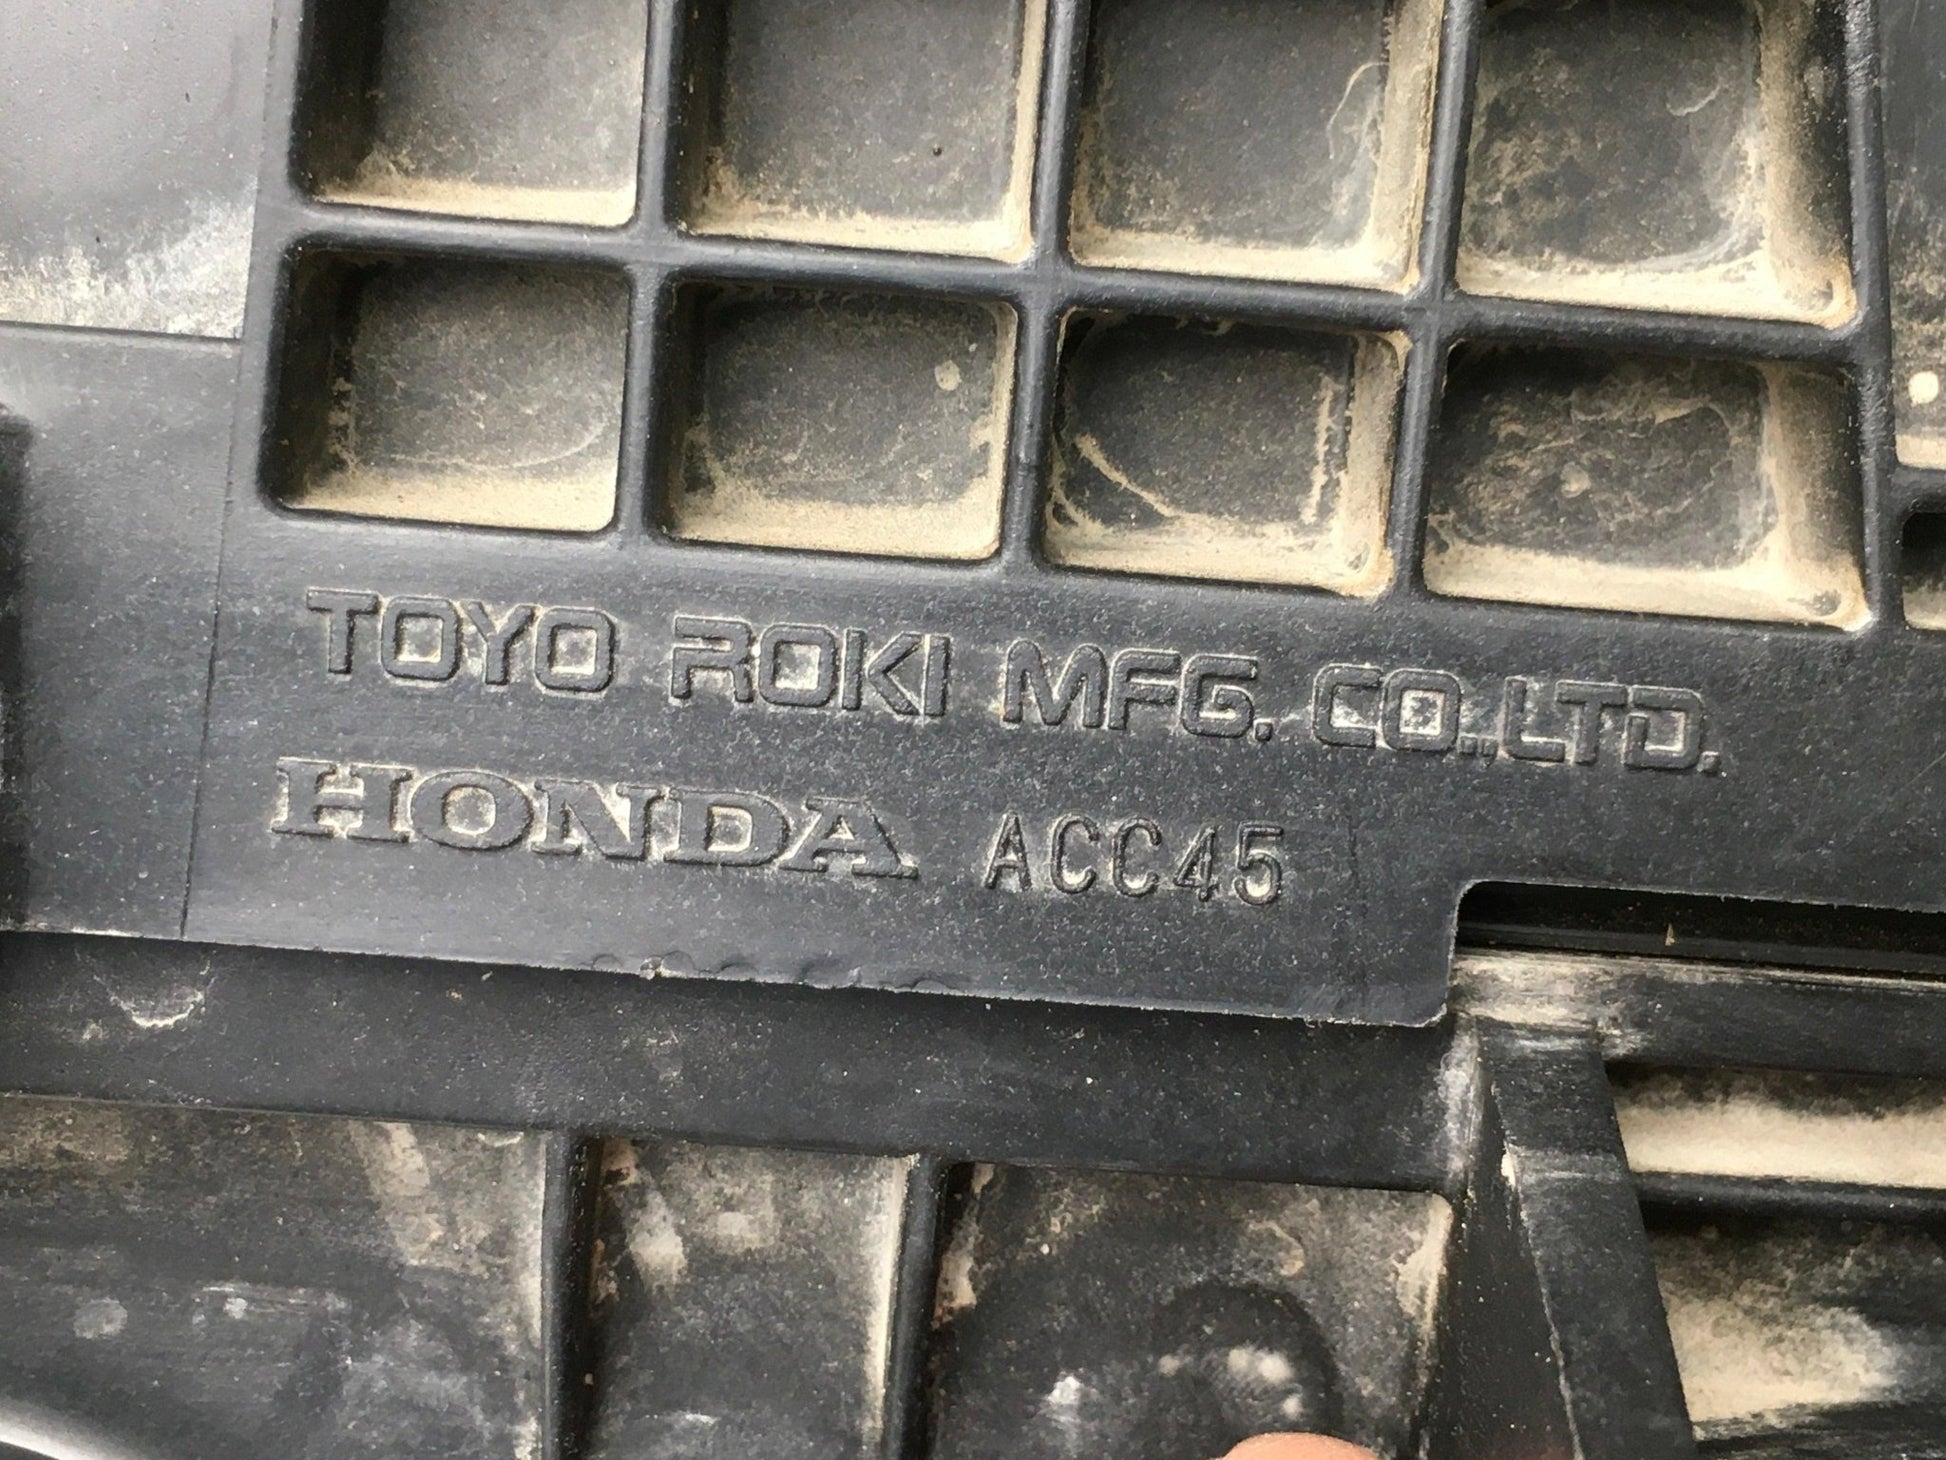 TOYO ROKI MFG. CO.,LTD.
HONDA ACC45